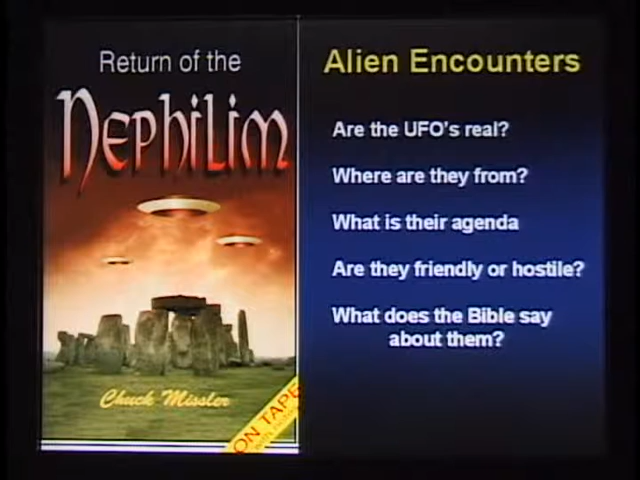 Return of the
Nephilim
Chuck Missler
ON TAPE
Alien Encounters
Are the UFO's real?
Where are they from?
What is their agenda
Are they friendly or hostile?
What does the Bible say
about them?